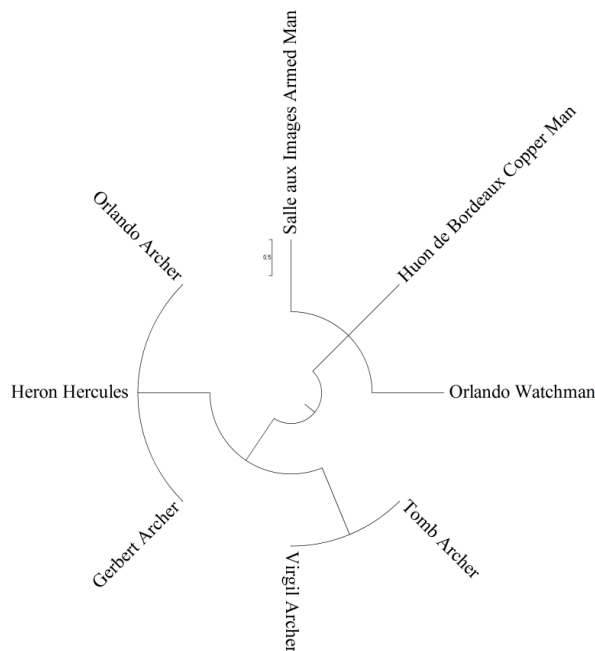 Salle aux Images Armed Man
Huon de Bordeaux Copper Man
Orlando Archer
0.5
Heron Hercules
Orlando Watchman
Gerbert Archer
Tomb Archer
Virgil Archer